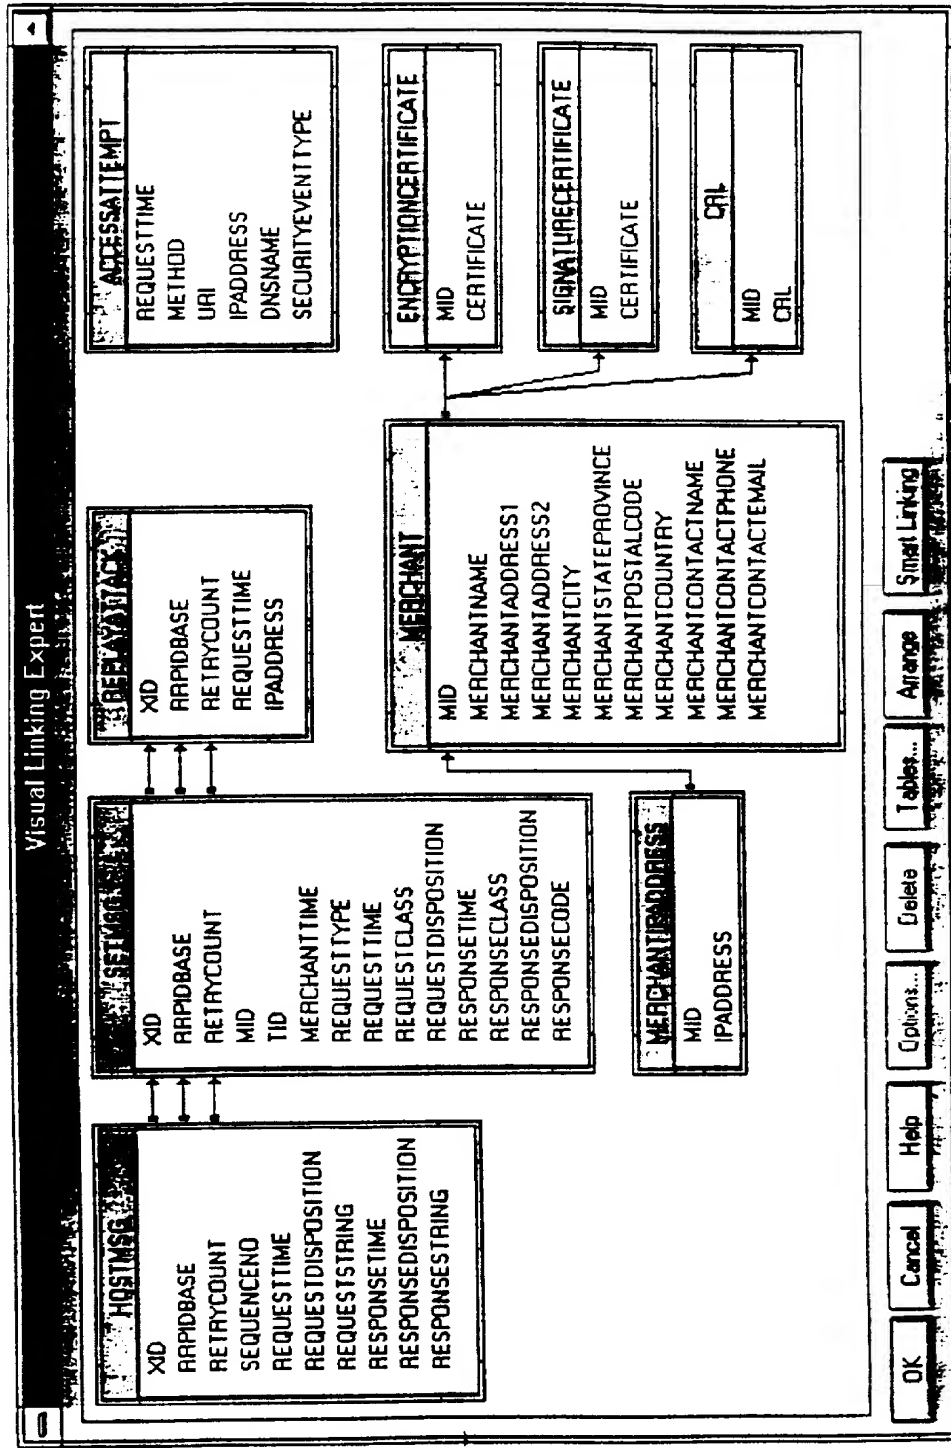 Visual Linking Expert
HOSTMSG
XID
RRPIDBASE
RETRYCOUNT
SEQUENCENO
REQUESTTIME
REQUESTDISPOSITION
REQUESTSTRING
RESPONSETIME
RESPONSEDISPOSITION
RESPONSESTRING
SETMSG
XID
RRPIDBASE
RETRYCOUNT
MID
TID
MERCHANTTIME
REQUESTTYPE
REQUESTTIME
REQUESTCLASS
REQUESTDISPOSITION
RESPONSETIME
RESPONSECLASS
RESPONSEDISPOSITION
RESPONSECODE
REPLAYATTACK
XID
RRPIDBASE
RETRYCOUNT
REQUESTTIME
IPADDRESS
ACCESSATTEMPT
REQUESTTIME
METHOD
URI
IPADDRESS
DNSNAME
SECURITYEVENTTYPE
MERCHANTIPADDRESS
MID
IPADDRESS
MERCHANT
MID
MERCHANTNAME
MERCHANTADDRESS1
MERCHANTADDRESS2
MERCHANTCITY
MERCHANTSTATEPROVINCE
MERCHANTPOSTALCODE
MERCHANTCOUNTRY
MERCHANTCONTACTNAME
MERCHANTCONTACTPHONE
MERCHANTCONTACTEMAIL
ENCRYPTIONCERTIFICATE
MID
CERTIFICATE
SIGNATURECERTIFICATE
MID
CERTIFICATE
CRL
MID
CRL
OK
Cancel
Help
Options...
Delete
Tables...
Arrange
Smart Linking